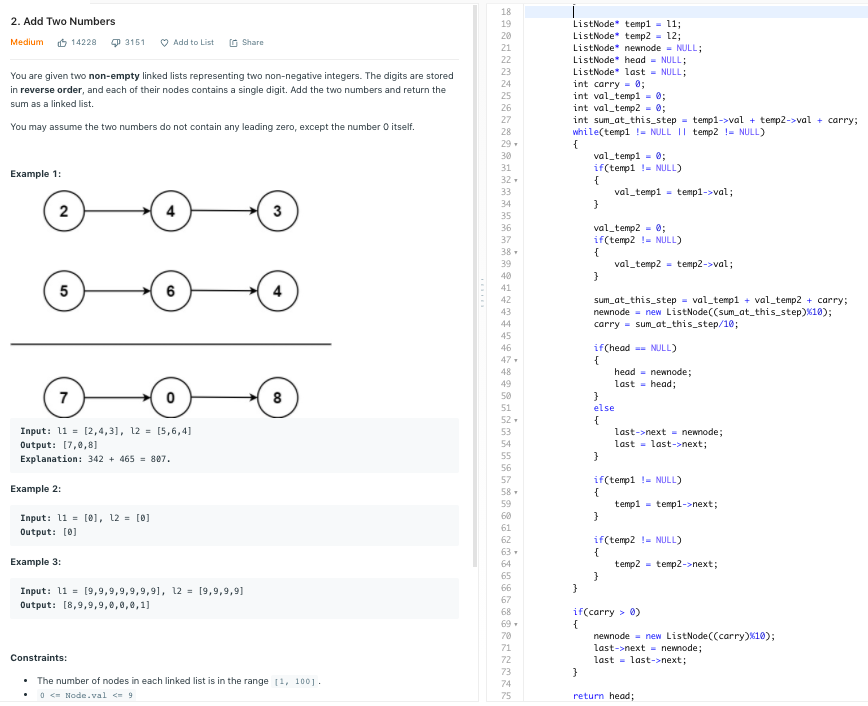 2. Add Two Numbers
Medium 14228 3151 Add to List Share
You are given two non-empty linked lists representing two non-negative integers. The digits are stored
in reverse order, and each of their nodes contains a single digit. Add the two numbers and return the
sum as a linked list.
You may assume the two numbers do not contain any leading zero, except the number 0 itself.
Example 1:
2 4 3
5 6 4
7 0 8
Input: l1 = [2,4,3], l2 = [5,6,4]
Output: [7,0,8]
Explanation: 342 + 465 = 807.
Example 2:
Input: l1 = [0], l2 = [0]
Output: [0]
Example 3:
Input: l1 = [9,9,9,9,9,9,9], l2 = [9,9,9,9]
Output: [8,9,9,9,0,0,0,1]
Constraints:
• The number of nodes in each linked list is in the range [1, 100].
• 0 <= Node.val <= 9
18
19 ListNode* temp1 = l1;
20 ListNode* temp2 = l2;
21 ListNode* newnode = NULL;
22 ListNode* head = NULL;
23 ListNode* last = NULL;
24 int carry = 0;
25 int val_temp1 = 0;
26 int val_temp2 = 0;
27 int sum_at_this_step = temp1->val + temp2->val + carry;
28 while(temp1 != NULL || temp2 != NULL)
29 {
30 val_temp1 = 0;
31 if(temp1 != NULL)
32 {
33 val_temp1 = temp1->val;
34 }
35
36 val_temp2 = 0;
37 if(temp2 != NULL)
38 {
39 val_temp2 = temp2->val;
40 }
41
42 sum_at_this_step = val_temp1 + val_temp2 + carry;
43 newnode = new ListNode((sum_at_this_step)%10);
44 carry = sum_at_this_step/10;
45
46 if(head == NULL)
47 {
48 head = newnode;
49 last = head;
50 }
51 else
52 {
53 last->next = newnode;
54 last = last->next;
55 }
56
57 if(temp1 != NULL)
58 {
59 temp1 = temp1->next;
60 }
61
62 if(temp2 != NULL)
63 {
64 temp2 = temp2->next;
65 }
66 }
67
68 if(carry > 0)
69 {
70 newnode = new ListNode((carry)%10);
71 last->next = newnode;
72 last = last->next;
73 }
74
75 return head;